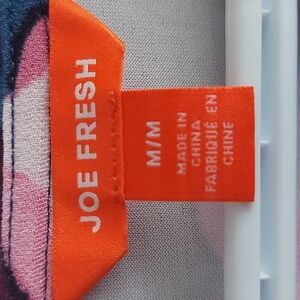 JOE FRESH
M/M
MADE IN
CHINA
FABRIQUÉ EN
CHINE